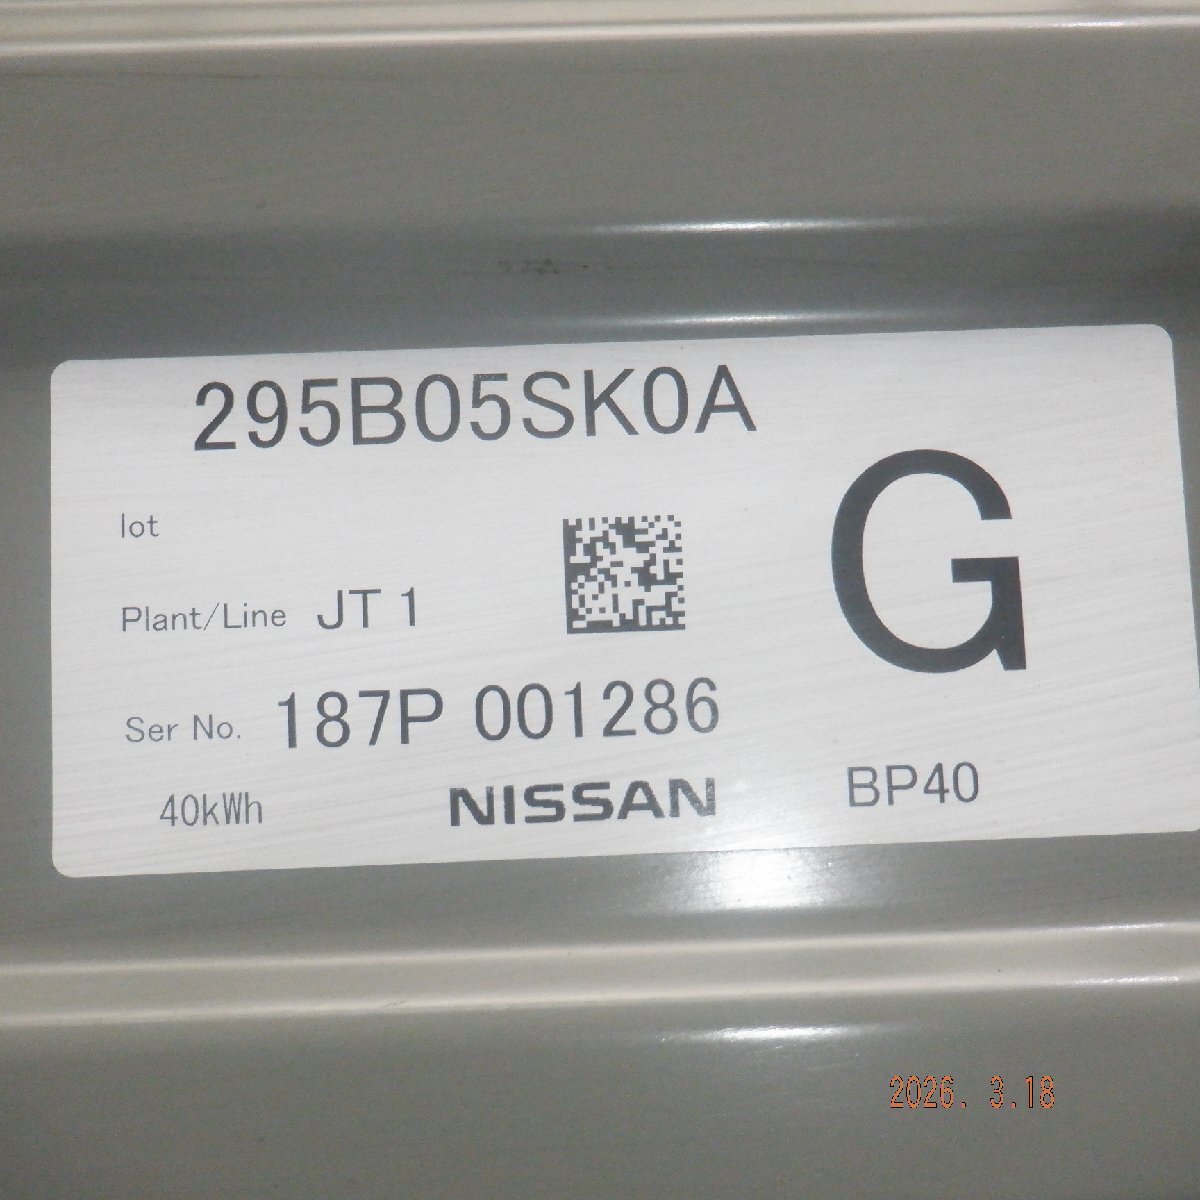 295B05SK0A
G
lot
Plant/Line JT 1
Ser No. 187P 001286
40kWh NISSAN BP40
2026. 3.18